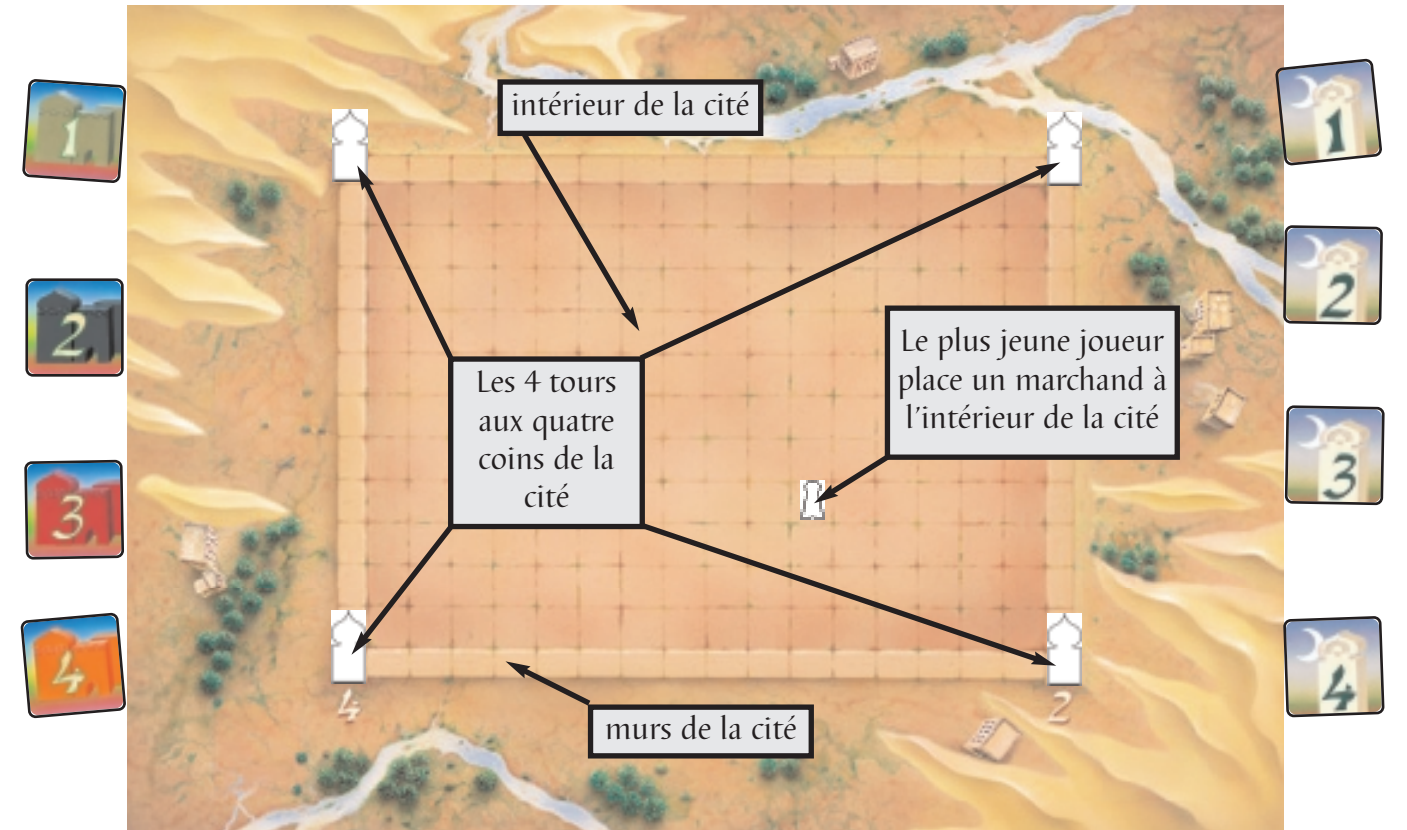 intérieur de la cité
1
1
2
2
Les 4 tours
aux quatre
coins de la
cité
Le plus jeune joueur
place un marchand à
l'intérieur de la cité
3
3
4
4
4
2
murs de la cité